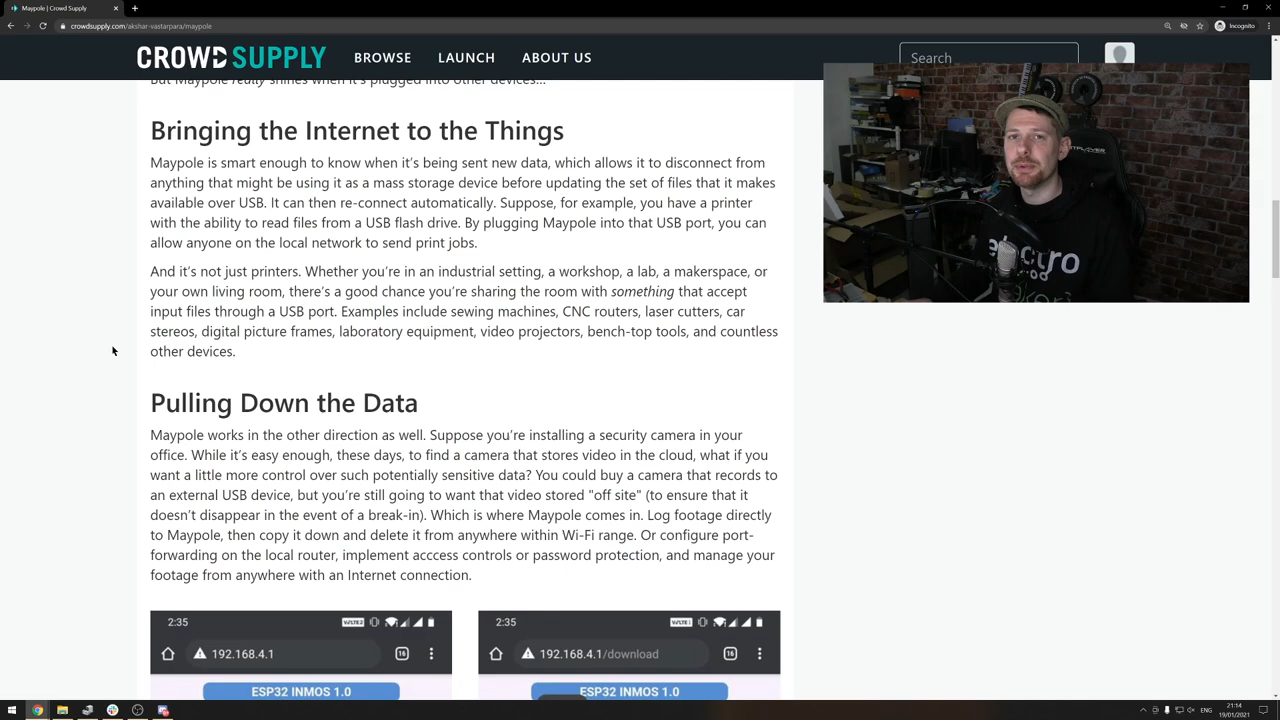 Maypole | Crowd Supply
crowdsupply.com/akshar-vastarpara/maypole
Incognito
CROWD SUPPLY
BROWSE
LAUNCH
ABOUT US
Search
But Maypole really shines when it's plugged into other devices…
Bringing the Internet to the Things
Maypole is smart enough to know when it's being sent new data, which allows it to disconnect from
anything that might be using it as a mass storage device before updating the set of files that it makes
available over USB. It can then re-connect automatically. Suppose, for example, you have a printer
with the ability to read files from a USB flash drive. By plugging Maypole into that USB port, you can
allow anyone on the local network to send print jobs.
And it's not just printers. Whether you're in an industrial setting, a workshop, a lab, a makerspace, or
your own living room, there's a good chance you're sharing the room with something that accept
input files through a USB port. Examples include sewing machines, CNC routers, laser cutters, car
stereos, digital picture frames, laboratory equipment, video projectors, bench-top tools, and countless
other devices.
Pulling Down the Data
Maypole works in the other direction as well. Suppose you're installing a security camera in your
office. While it's easy enough, these days, to find a camera that stores video in the cloud, what if you
want a little more control over such potentially sensitive data? You could buy a camera that records to
an external USB device, but you're still going to want that video stored "off site" (to ensure that it
doesn't disappear in the event of a break-in). Which is where Maypole comes in. Log footage directly
to Maypole, then copy it down and delete it from anywhere within Wi-Fi range. Or configure port-
forwarding on the local router, implement acccess controls or password protection, and manage your
footage from anywhere with an Internet connection.
2:35
192.168.4.1
16
ESP32 INMOS 1.0
2:35
192.168.4.1/download
16
ESP32 INMOS 1.0
ENG
21:14
19/01/2021